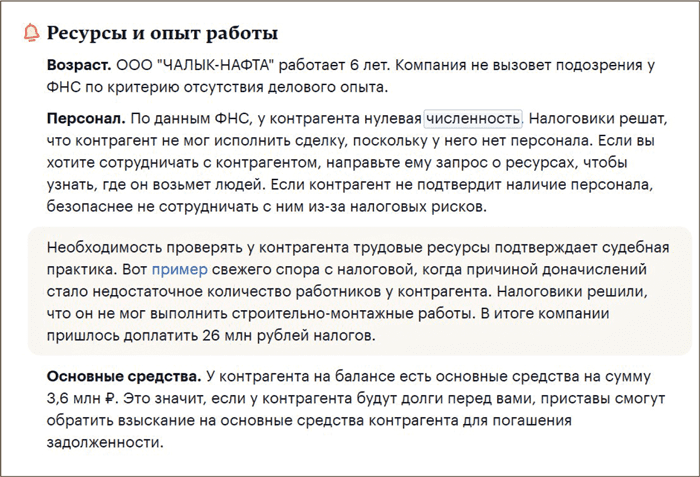 Ресурсы и опыт работы
Возраст. ООО "ЧАЛЫК-НАФТА" работает 6 лет. Компания не вызовет подозрения у
ФНС по критерию отсутствия делового опыта.
Персонал. По данным ФНС, у контрагента нулевая численность. Налоговики решат,
что контрагент не мог исполнить сделку, поскольку у него нет персонала. Если вы
хотите сотрудничать с контрагентом, направьте ему запрос о ресурсах, чтобы
узнать, где он возьмет людей. Если контрагент не подтвердит наличие персонала,
безопаснее не сотрудничать с ним из-за налоговых рисков.
Необходимость проверять у контрагента трудовые ресурсы подтверждает судебная
практика. Вот пример свежего спора с налоговой, когда причиной доначислений
стало недостаточное количество работников у контрагента. Налоговики решили,
что он не мог выполнить строительно-монтажные работы. В итоге компании
пришлось доплатить 26 млн рублей налогов.
Основные средства. У контрагента на балансе есть основные средства на сумму
3,6 млн ₽. Это значит, если у контрагента будут долги перед вами, приставы смогут
обратить взыскание на основные средства контрагента для погашения
задолженности.